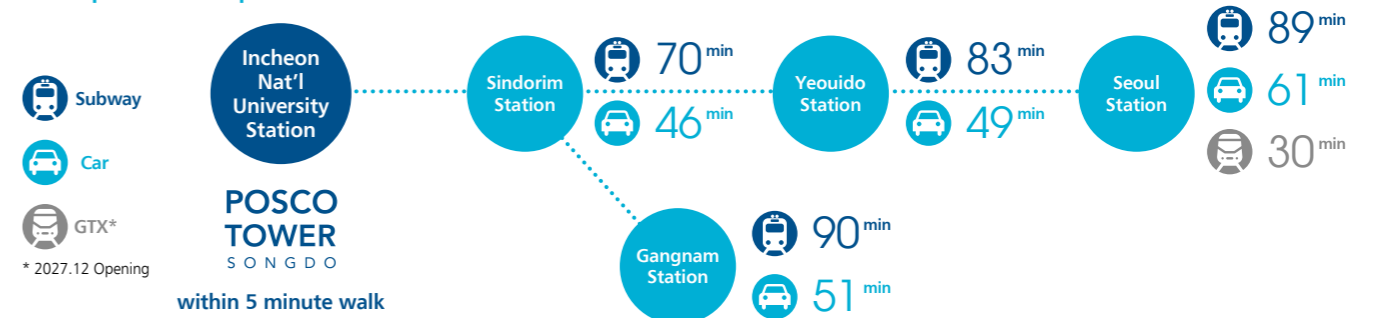 Subway
Car
GTX*
* 2027.12 Opening
Incheon
Nat'l
University
Station
POSCO
TOWER
SONGDO
within 5 minute walk
Sindorim
Station
70 min
46 min
Yeouido
Station
83 min
49 min
Seoul
Station
89 min
61 min
30 min
Gangnam
Station
90 min
51 min